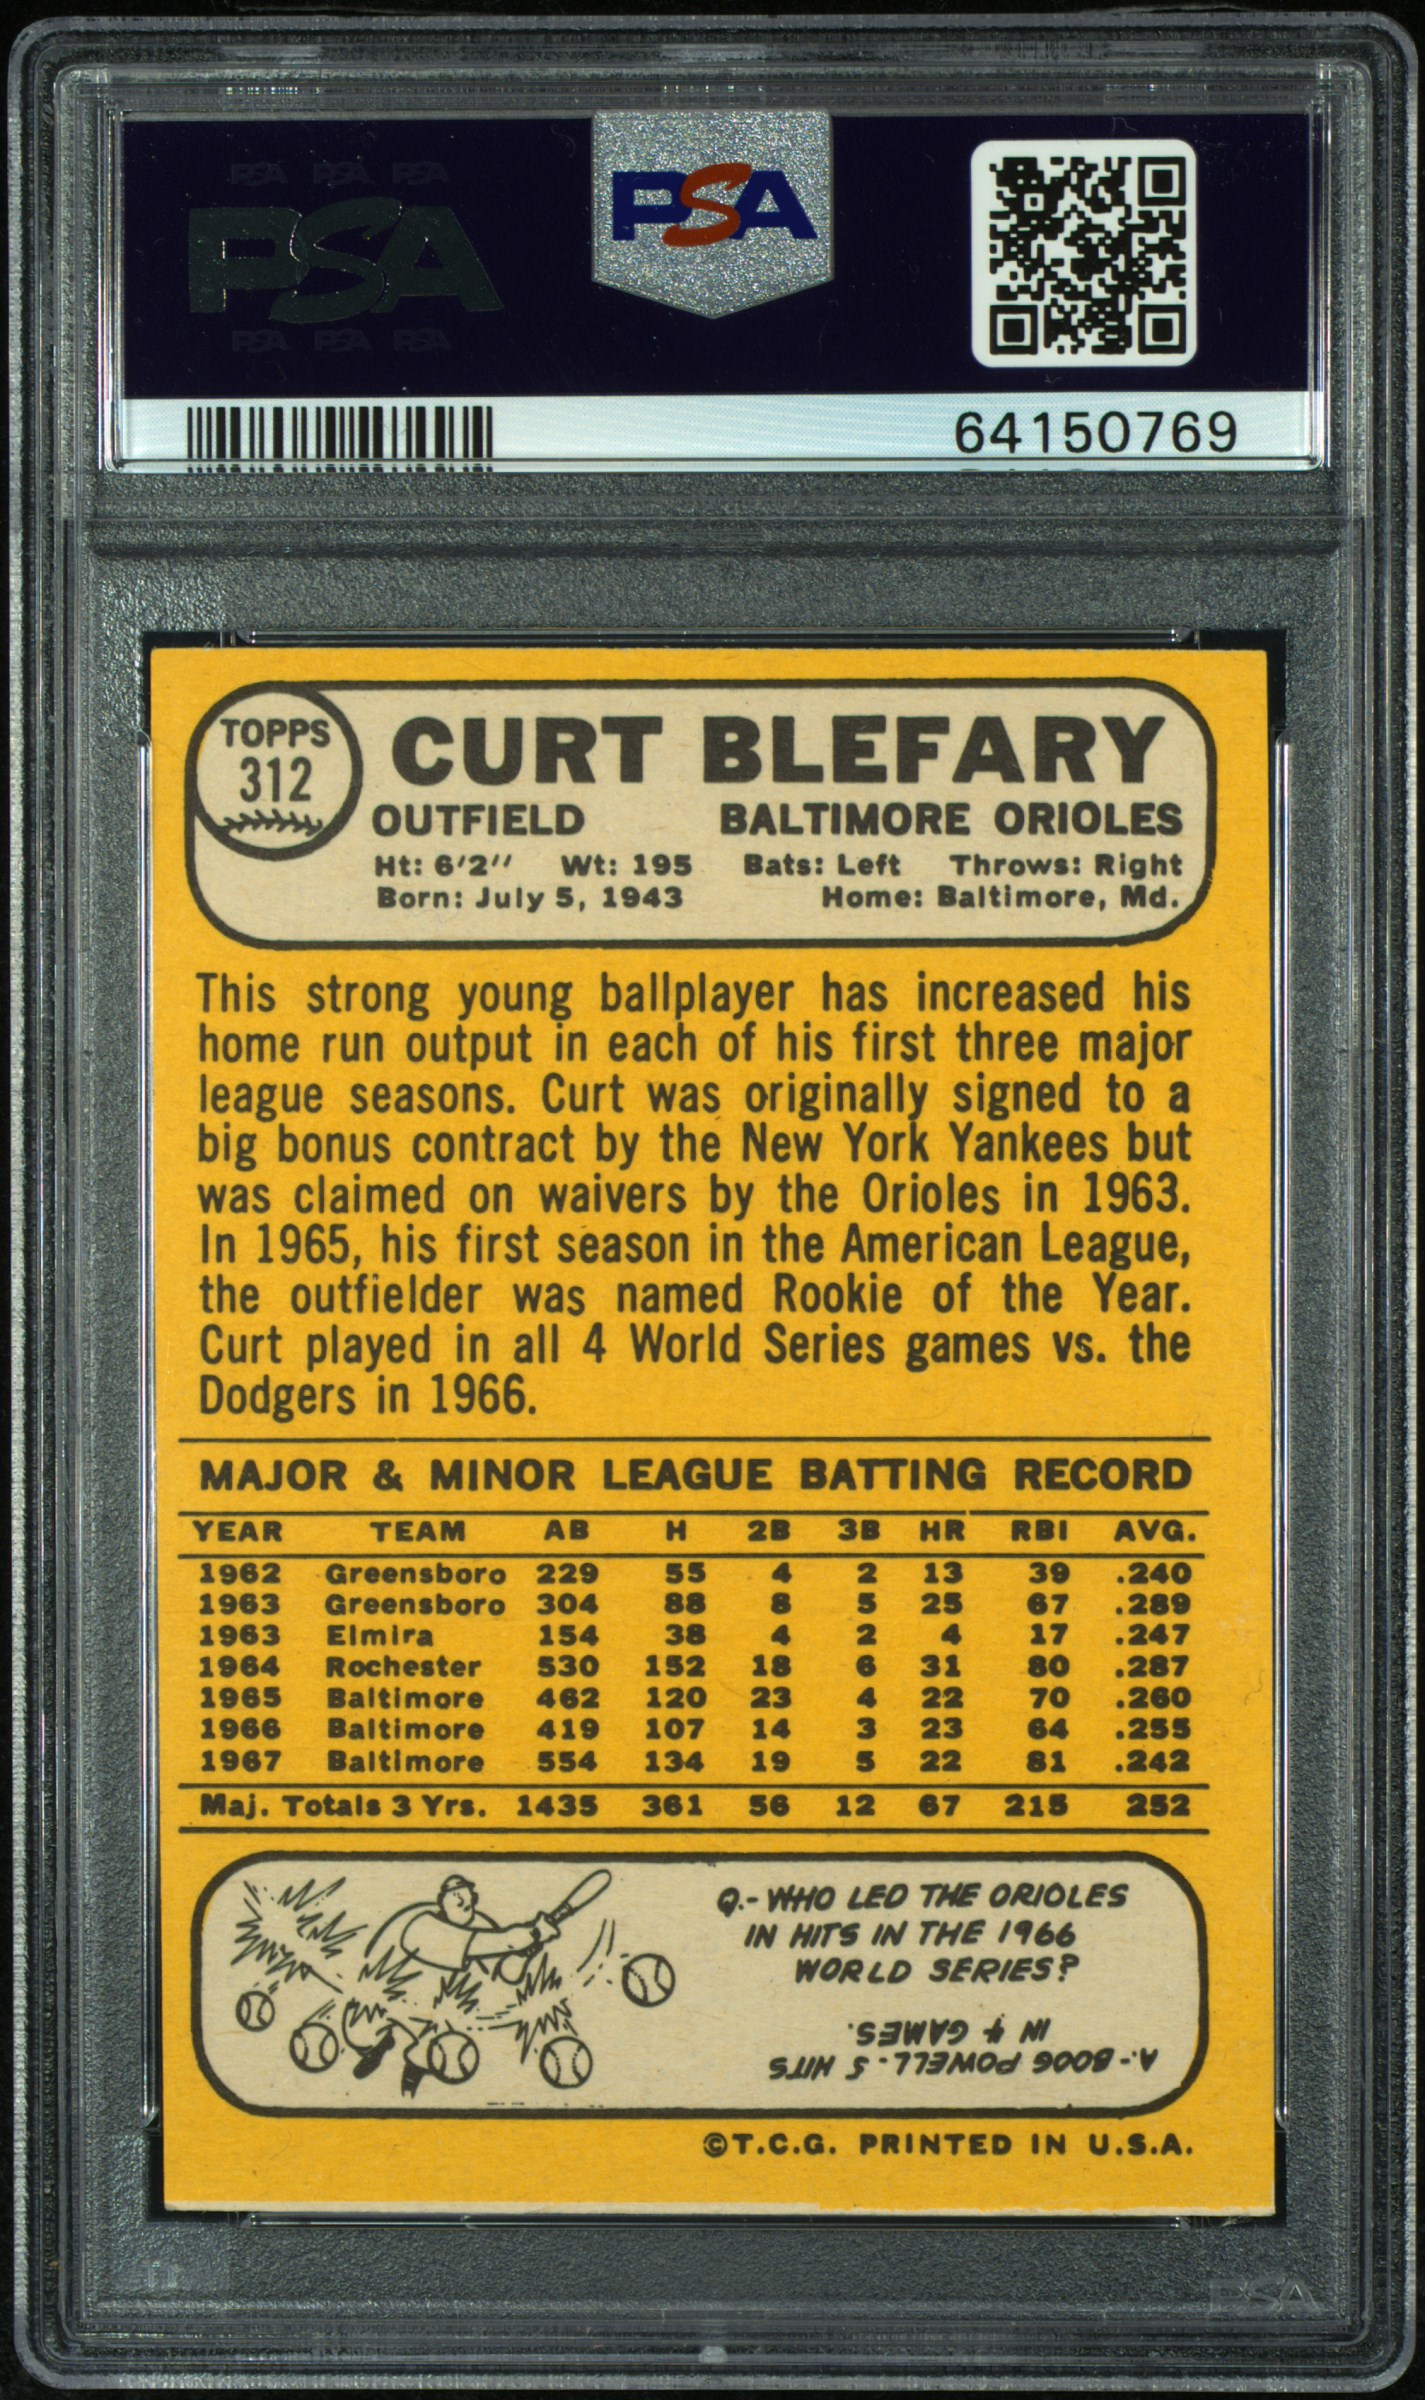 PSA PSA PSA
PSA
PSA PSA PSA
PSA
64150769
TOPPS
312
CURT BLEFARY
OUTFIELD BALTIMORE ORIOLES
Ht: 6'2" Wt: 195 Bats: Left Throws: Right
Born: July 5, 1943 Home: Baltimore, Md.
This strong young ballplayer has increased his
home run output in each of his first three major
league seasons. Curt was originally signed to a
big bonus contract by the New York Yankees but
was claimed on waivers by the Orioles in 1963.
In 1965, his first season in the American League,
the outfielder was named Rookie of the Year.
Curt played in all 4 World Series games vs. the
Dodgers in 1966.
MAJOR & MINOR LEAGUE BATTING RECORD
YEAR TEAM AB H 2B 3B HR RBI AVG.
1962 Greensboro 229 55 4 2 13 39 .240
1963 Greensboro 304 88 8 5 25 67 .289
1963 Elmira 154 38 4 2 4 17 .247
1964 Rochester 530 152 18 6 31 80 .287
1965 Baltimore 462 120 23 4 22 70 .260
1966 Baltimore 419 107 14 3 23 64 .255
1967 Baltimore 554 134 19 5 22 81 .242
Maj. Totals 3 Yrs. 1435 361 56 12 67 215 252
Q.- WHO LED THE ORIOLES
IN HITS IN THE 1966
WORLD SERIES?
A.- BOOG POWELL - 5 HITS
IN 4 GAMES.
©T.C.G. PRINTED IN U.S.A.
PSA